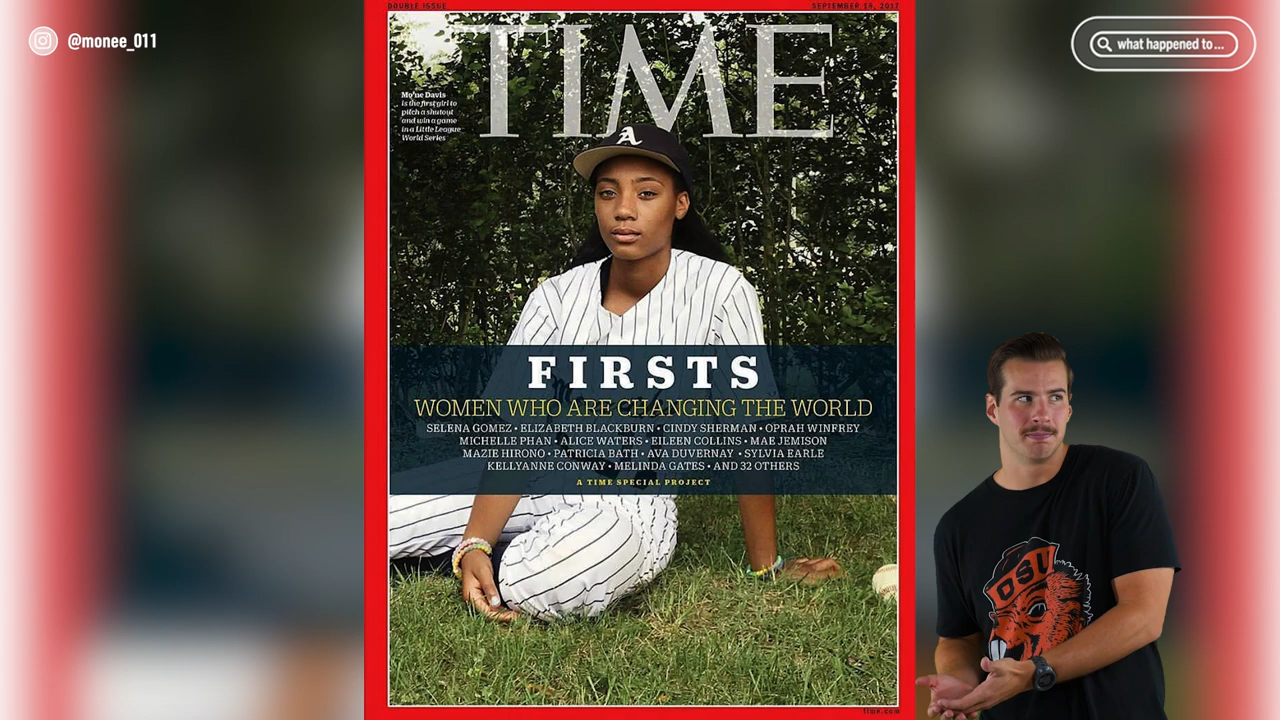 @monee_011
what happened to...
DOUBLE ISSUE
SEPTEMBER 18, 2017
TIME
Mo'ne Davis
is the first girl to
pitch a shutout
and win a game
in a Little League
World Series
A
FIRSTS
WOMEN WHO ARE CHANGING THE WORLD
SELENA GOMEZ • ELIZABETH BLACKBURN • CINDY SHERMAN • OPRAH WINFREY
MICHELLE PHAN • ALICE WATERS • EILEEN COLLINS • MAE JEMISON
MAZIE HIRONO • PATRICIA BATH • AVA DUVERNAY • SYLVIA EARLE
KELLYANNE CONWAY • MELINDA GATES • AND 32 OTHERS
A TIME SPECIAL PROJECT
time.com
OSU